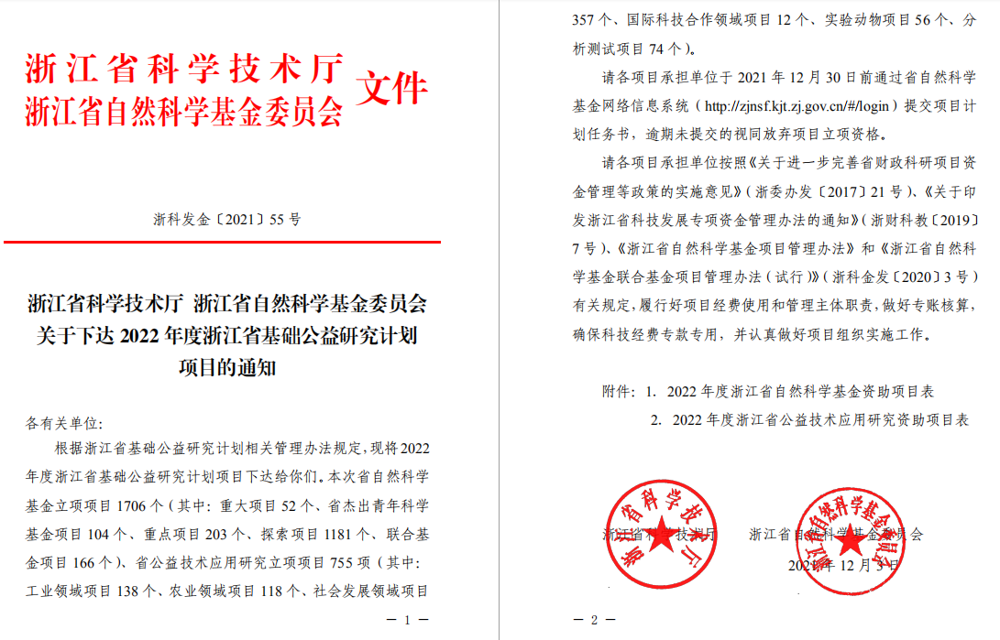 浙江省科学技术厅
浙江省自然科学基金委员会
文件
浙科发金〔2021〕55 号
浙江省科学技术厅 浙江省自然科学基金委员会
关于下达 2022 年度浙江省基础公益研究计划
项目的通知
各有关单位：
根据浙江省基础公益研究计划相关管理办法规定，现将 2022
年度浙江省基础公益研究计划项目下达给你们。本次省自然科学
基金立项项目 1706 个（其中：重大项目 52 个、省杰出青年科学
基金项目 104 个、重点项目 203 个、探索项目 1181 个、联合基
金项目 166 个）、省公益技术应用研究立项项目 755 项（其中：
工业领域项目 138 个、农业领域项目 118 个、社会发展领域项目
— 1 —
357 个、国际科技合作领域项目 12 个、实验动物项目 56 个、分
析测试项目 74 个）。
请各项目承担单位于 2021 年 12 月 30 日前通过省自然科学
基金网络信息系统（http://zjnsf.kjt.zj.gov.cn/#/login）提交项目计
划任务书，逾期未提交的视同放弃项目立项资格。
请各项目承担单位按照《关于进一步完善省财政科研项目资
金管理等政策的实施意见》（浙委办发〔2017〕21 号）、《关于印
发浙江省科技发展专项资金管理办法的通知》（浙财科教〔2019〕
7 号）、《浙江省自然科学基金项目管理办法》和《浙江省自然科
学基金联合基金项目管理办法（试行）》（浙科金发〔2020〕3 号）
有关规定，履行好项目经费使用和管理主体职责，做好专账核算，
确保科技经费专款专用，并认真做好项目组织实施工作。
附件：1．2022 年度浙江省自然科学基金资助项目表
2．2022 年度浙江省公益技术应用研究资助项目表
浙江省科学技术厅
浙江省自然科学基金委员会
浙江省科学技术厅 浙江省自然科学基金委员会
2021 年 12 月 3 日
— 2 —